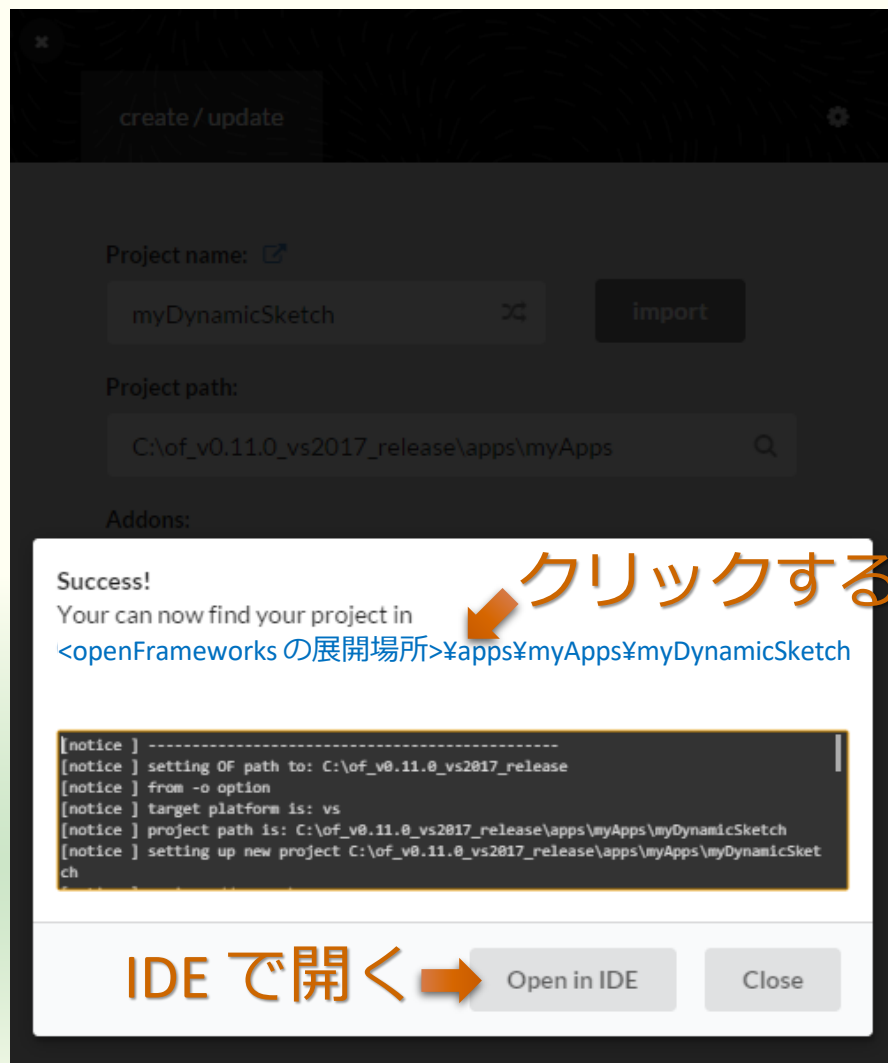 create / update
Project name:
myDynamicSketch
import
Project path:
C:\of_v0.11.0_vs2017_release\apps\myApps
Addons:
クリックする
Success!
Your can now find your project in
<openFrameworks の展開場所>¥apps¥myApps¥myDynamicSketch
[notice ] -----------------------------------------------
[notice ] setting OF path to: C:\of_v0.11.0_vs2017_release
[notice ] from -o option
[notice ] target platform is: vs
[notice ] project path is: C:\of_v0.11.0_vs2017_release\apps\myApps\myDynamicSketch
[notice ] setting up new project C:\of_v0.11.0_vs2017_release\apps\myApps\myDynamicSket
ch
IDE で開く
Open in IDE
Close